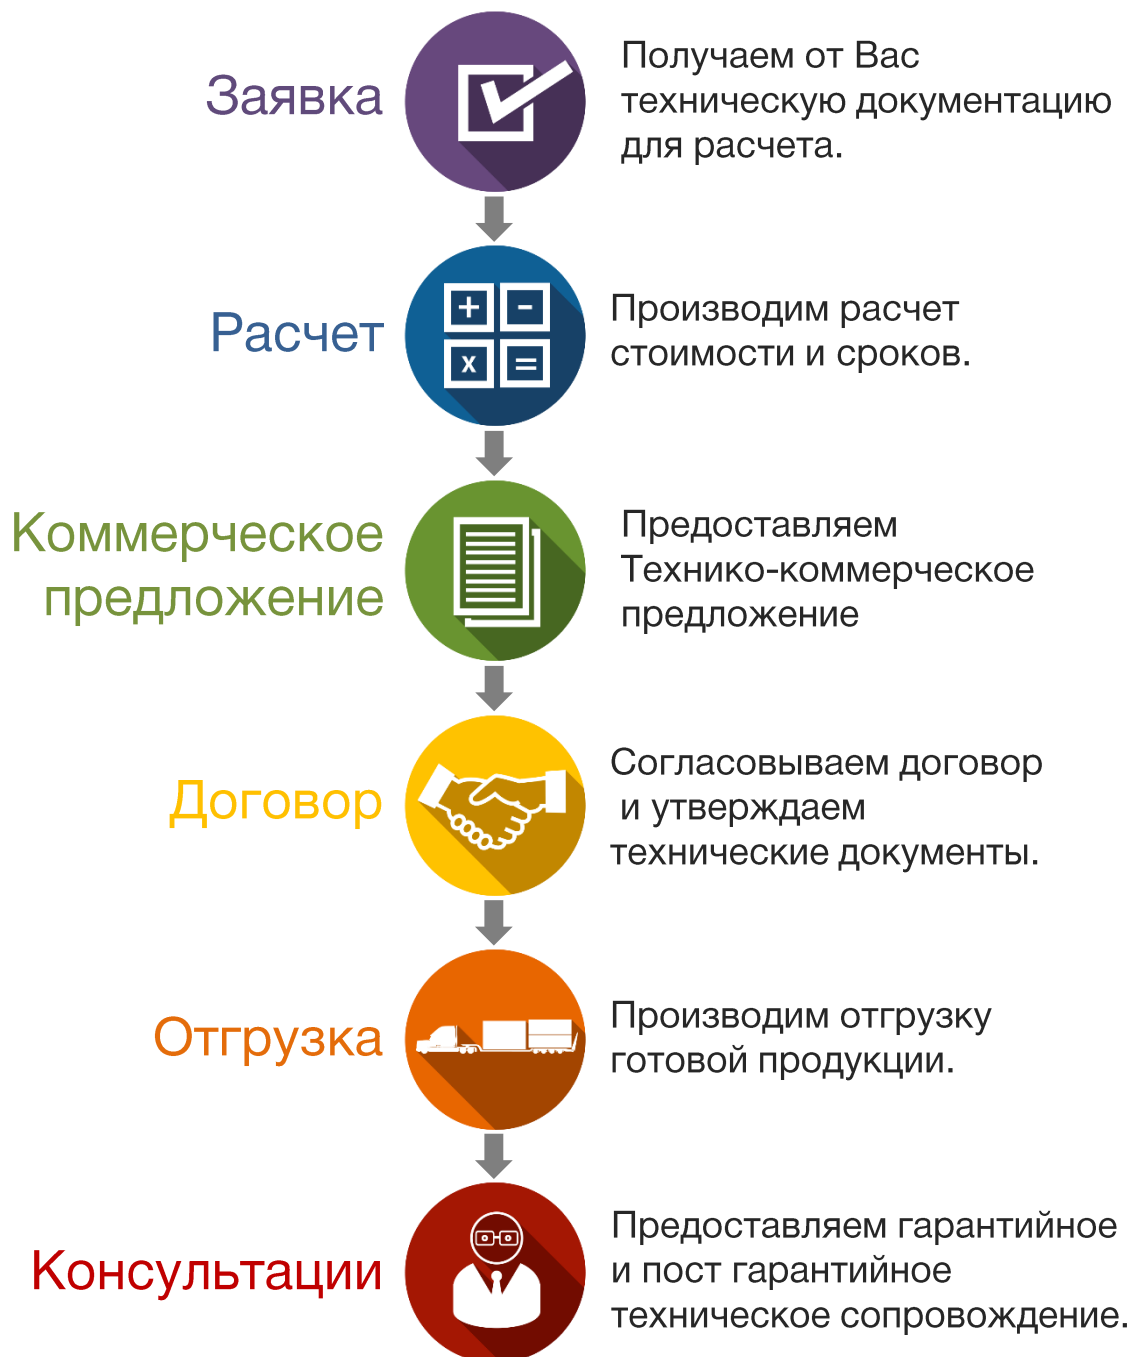 Заявка
Получаем от Вас
техническую документацию
для расчета.
Расчет
+ -
x =
Производим расчет
стоимости и сроков.
Коммерческое
предложение
Предоставляем
Технико-коммерческое
предложение
Договор
Согласовываем договор
и утверждаем
технические документы.
Отгрузка
Производим отгрузку
готовой продукции.
Консультации
Предоставляем гарантийное
и пост гарантийное
техническое сопровождение.